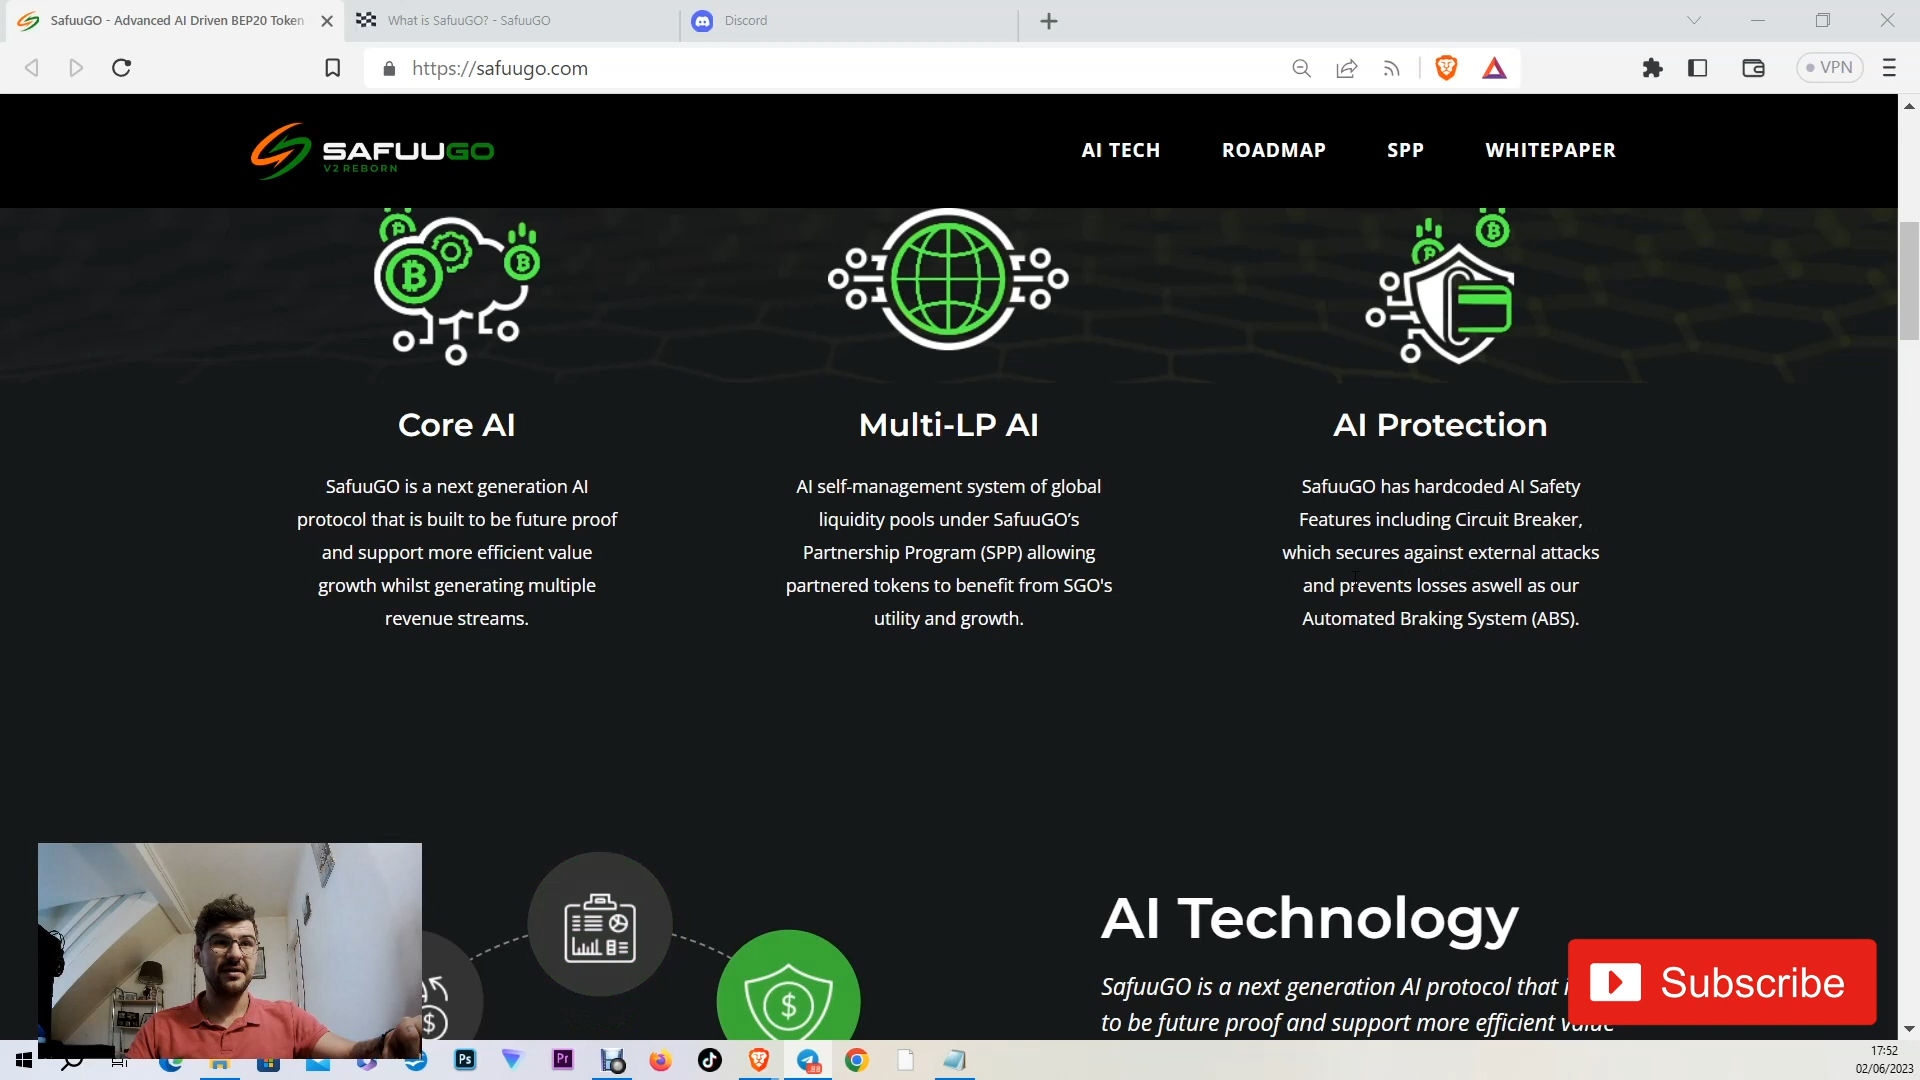 SafuuGO - Advanced AI Driven BEP20 Token
What is SafuuGO? - SafuuGO
Discord
https://safuugo.com
VPN
SAFUUGO
V2 REBORN
AI TECH
ROADMAP
SPP
WHITEPAPER
Core AI
SafuuGO is a next generation AI
protocol that is built to be future proof
and support more efficient value
growth whilst generating multiple
revenue streams.
Multi-LP AI
AI self-management system of global
liquidity pools under SafuuGO's
Partnership Program (SPP) allowing
partnered tokens to benefit from SGO's
utility and growth.
AI Protection
SafuuGO has hardcoded AI Safety
Features including Circuit Breaker,
which secures against external attacks
and prevents losses aswell as our
Automated Braking System (ABS).
AI Technology
SafuuGO is a next generation AI protocol that
to be future proof and support more efficient value
Subscribe
Ps
Pr
17:52
02/06/2023